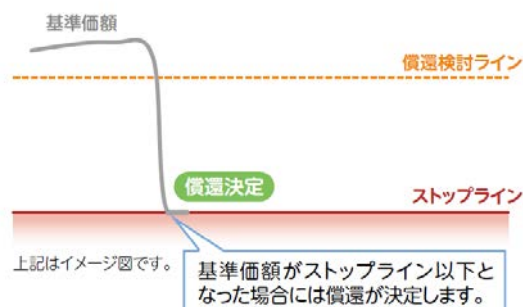 基準価額
償還検討ライン
償還決定
ストップライン
上記はイメージ図です。
基準価額がストップライン以下と
なった場合には償還が決定します。